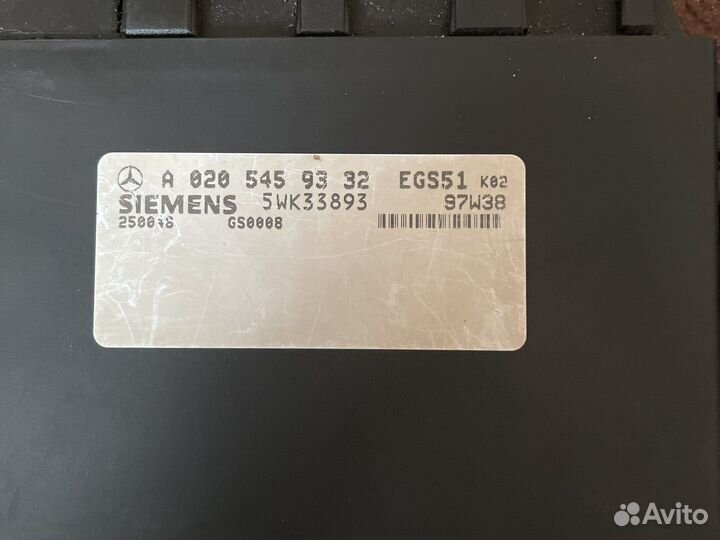 A 020 545 93 32 EGS51 K02
SIEMENS 5WK33893 97W38
GS0008
Avito